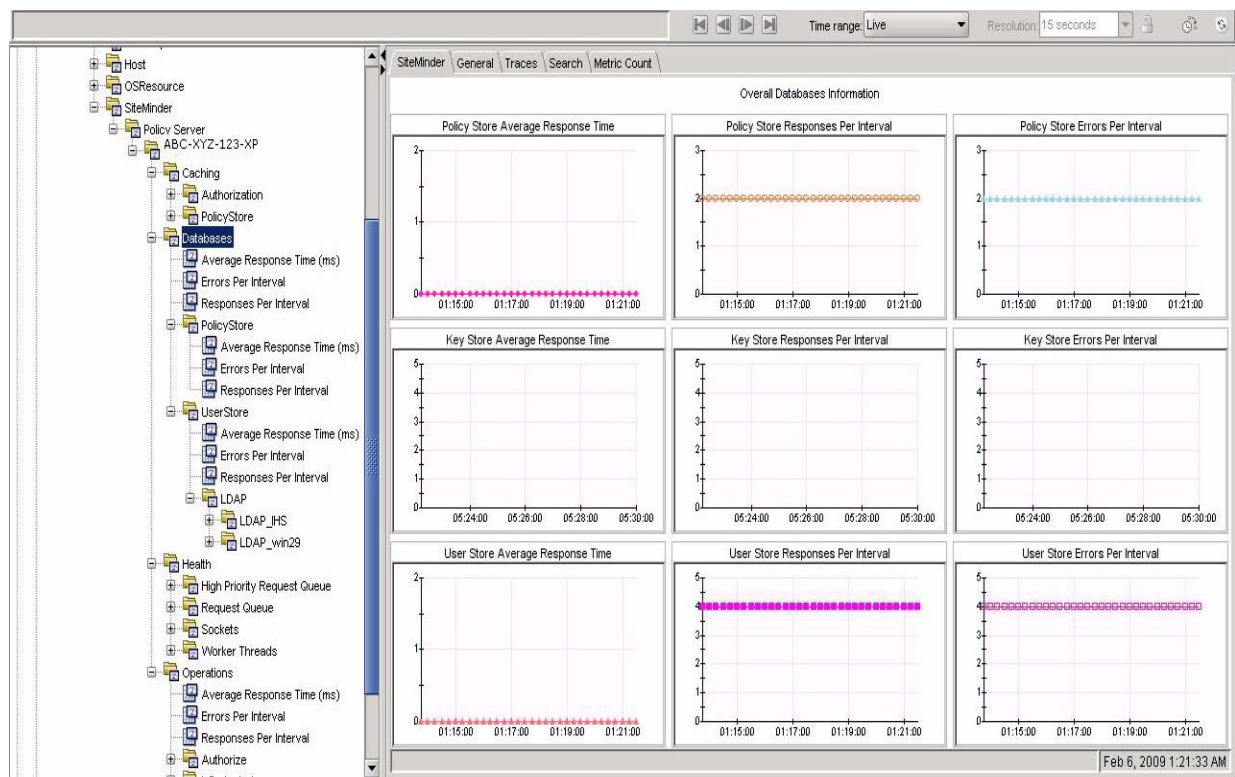 Time range: Live
Resolution: 15 seconds
Host
OSResource
SiteMinder
Policy Server
ABC-XYZ-123-XP
Caching
Authorization
PolicyStore
Databases
Average Response Time (ms)
Errors Per Interval
Responses Per Interval
PolicyStore
Average Response Time (ms)
Errors Per Interval
Responses Per Interval
UserStore
Average Response Time (ms)
Errors Per Interval
Responses Per Interval
LDAP
LDAP_IHS
LDAP_win29
Health
High Priority Request Queue
Request Queue
Sockets
Worker Threads
Operations
Average Response Time (ms)
Errors Per Interval
Responses Per Interval
Authorize
SiteMinder General Traces Search Metric Count
Overall Databases Information
Policy Store Average Response Time
2
1
0
01:15:00 01:17:00 01:19:00 01:21:00
Policy Store Responses Per Interval
3
2
1
0
01:15:00 01:17:00 01:19:00 01:21:00
Policy Store Errors Per Interval
3
2
1
0
01:15:00 01:17:00 01:19:00 01:21:00
Key Store Average Response Time
5
4
3
2
1
0
05:24:00 05:26:00 05:28:00 05:30:00
Key Store Responses Per Interval
5
4
3
2
1
0
05:24:00 05:26:00 05:28:00 05:30:00
Key Store Errors Per Interval
5
4
3
2
1
0
05:24:00 05:26:00 05:28:00 05:30:00
User Store Average Response Time
2
1
0
01:15:00 01:17:00 01:19:00 01:21:00
User Store Responses Per Interval
5
4
3
2
1
0
01:15:00 01:17:00 01:19:00 01:21:00
User Store Errors Per Interval
5
4
3
2
1
0
01:15:00 01:17:00 01:19:00 01:21:00
Feb 6, 2009 1:21:33 AM